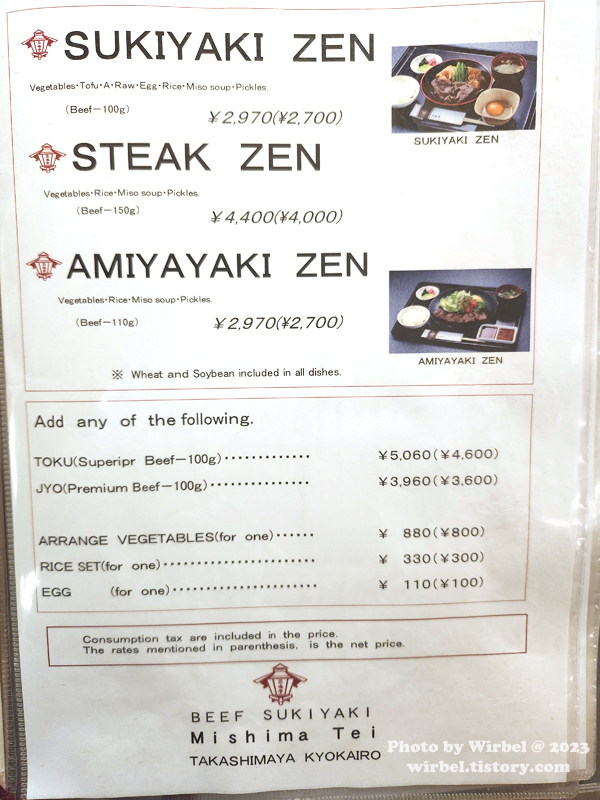 SUKIYAKI ZEN
Vegetables・Tofu・A・Raw・Egg・Rice・Miso soup・Pickles.
(Beef－100g)
￥2,970(¥2,700)
SUKIYAKI ZEN
STEAK ZEN
Vegetables・Rice・Miso soup・Pickles.
(Beef－150g)
￥4,400(¥4,000)
AMIYAYAKI ZEN
Vegetables・Rice・Miso soup・Pickles.
(Beef－110g)
￥2,970(¥2,700)
AMIYAYAKI ZEN
※ Wheat and Soybean included in all dishes.
Add any of the following.
TOKU(Superipr Beef－100g)・・・・・・・・・・・・・ ￥5,060(￥4,600)
JYO(Premium Beef－100g)・・・・・・・・・・・・・・・ ￥3,960(￥3,600)
ARRANGE VEGETABLES(for one)・・・・・・ ￥ 880(￥800)
RICE SET(for one)・・・・・・・・・・・・・・・・・・・・・・・ ￥ 330(¥300)
EGG (for one)・・・・・・・・・・・・・・・・・・・・・・ ￥ 110(¥100)
Consumption tax are included in the price.
The rates mentioned in parenthesis, is the net price.
BEEF SUKIYAKI
Mishima Tei
TAKASHIMAYA KYOKAIRO
Photo by Wirbel @ 2023
wirbel.tistory.com